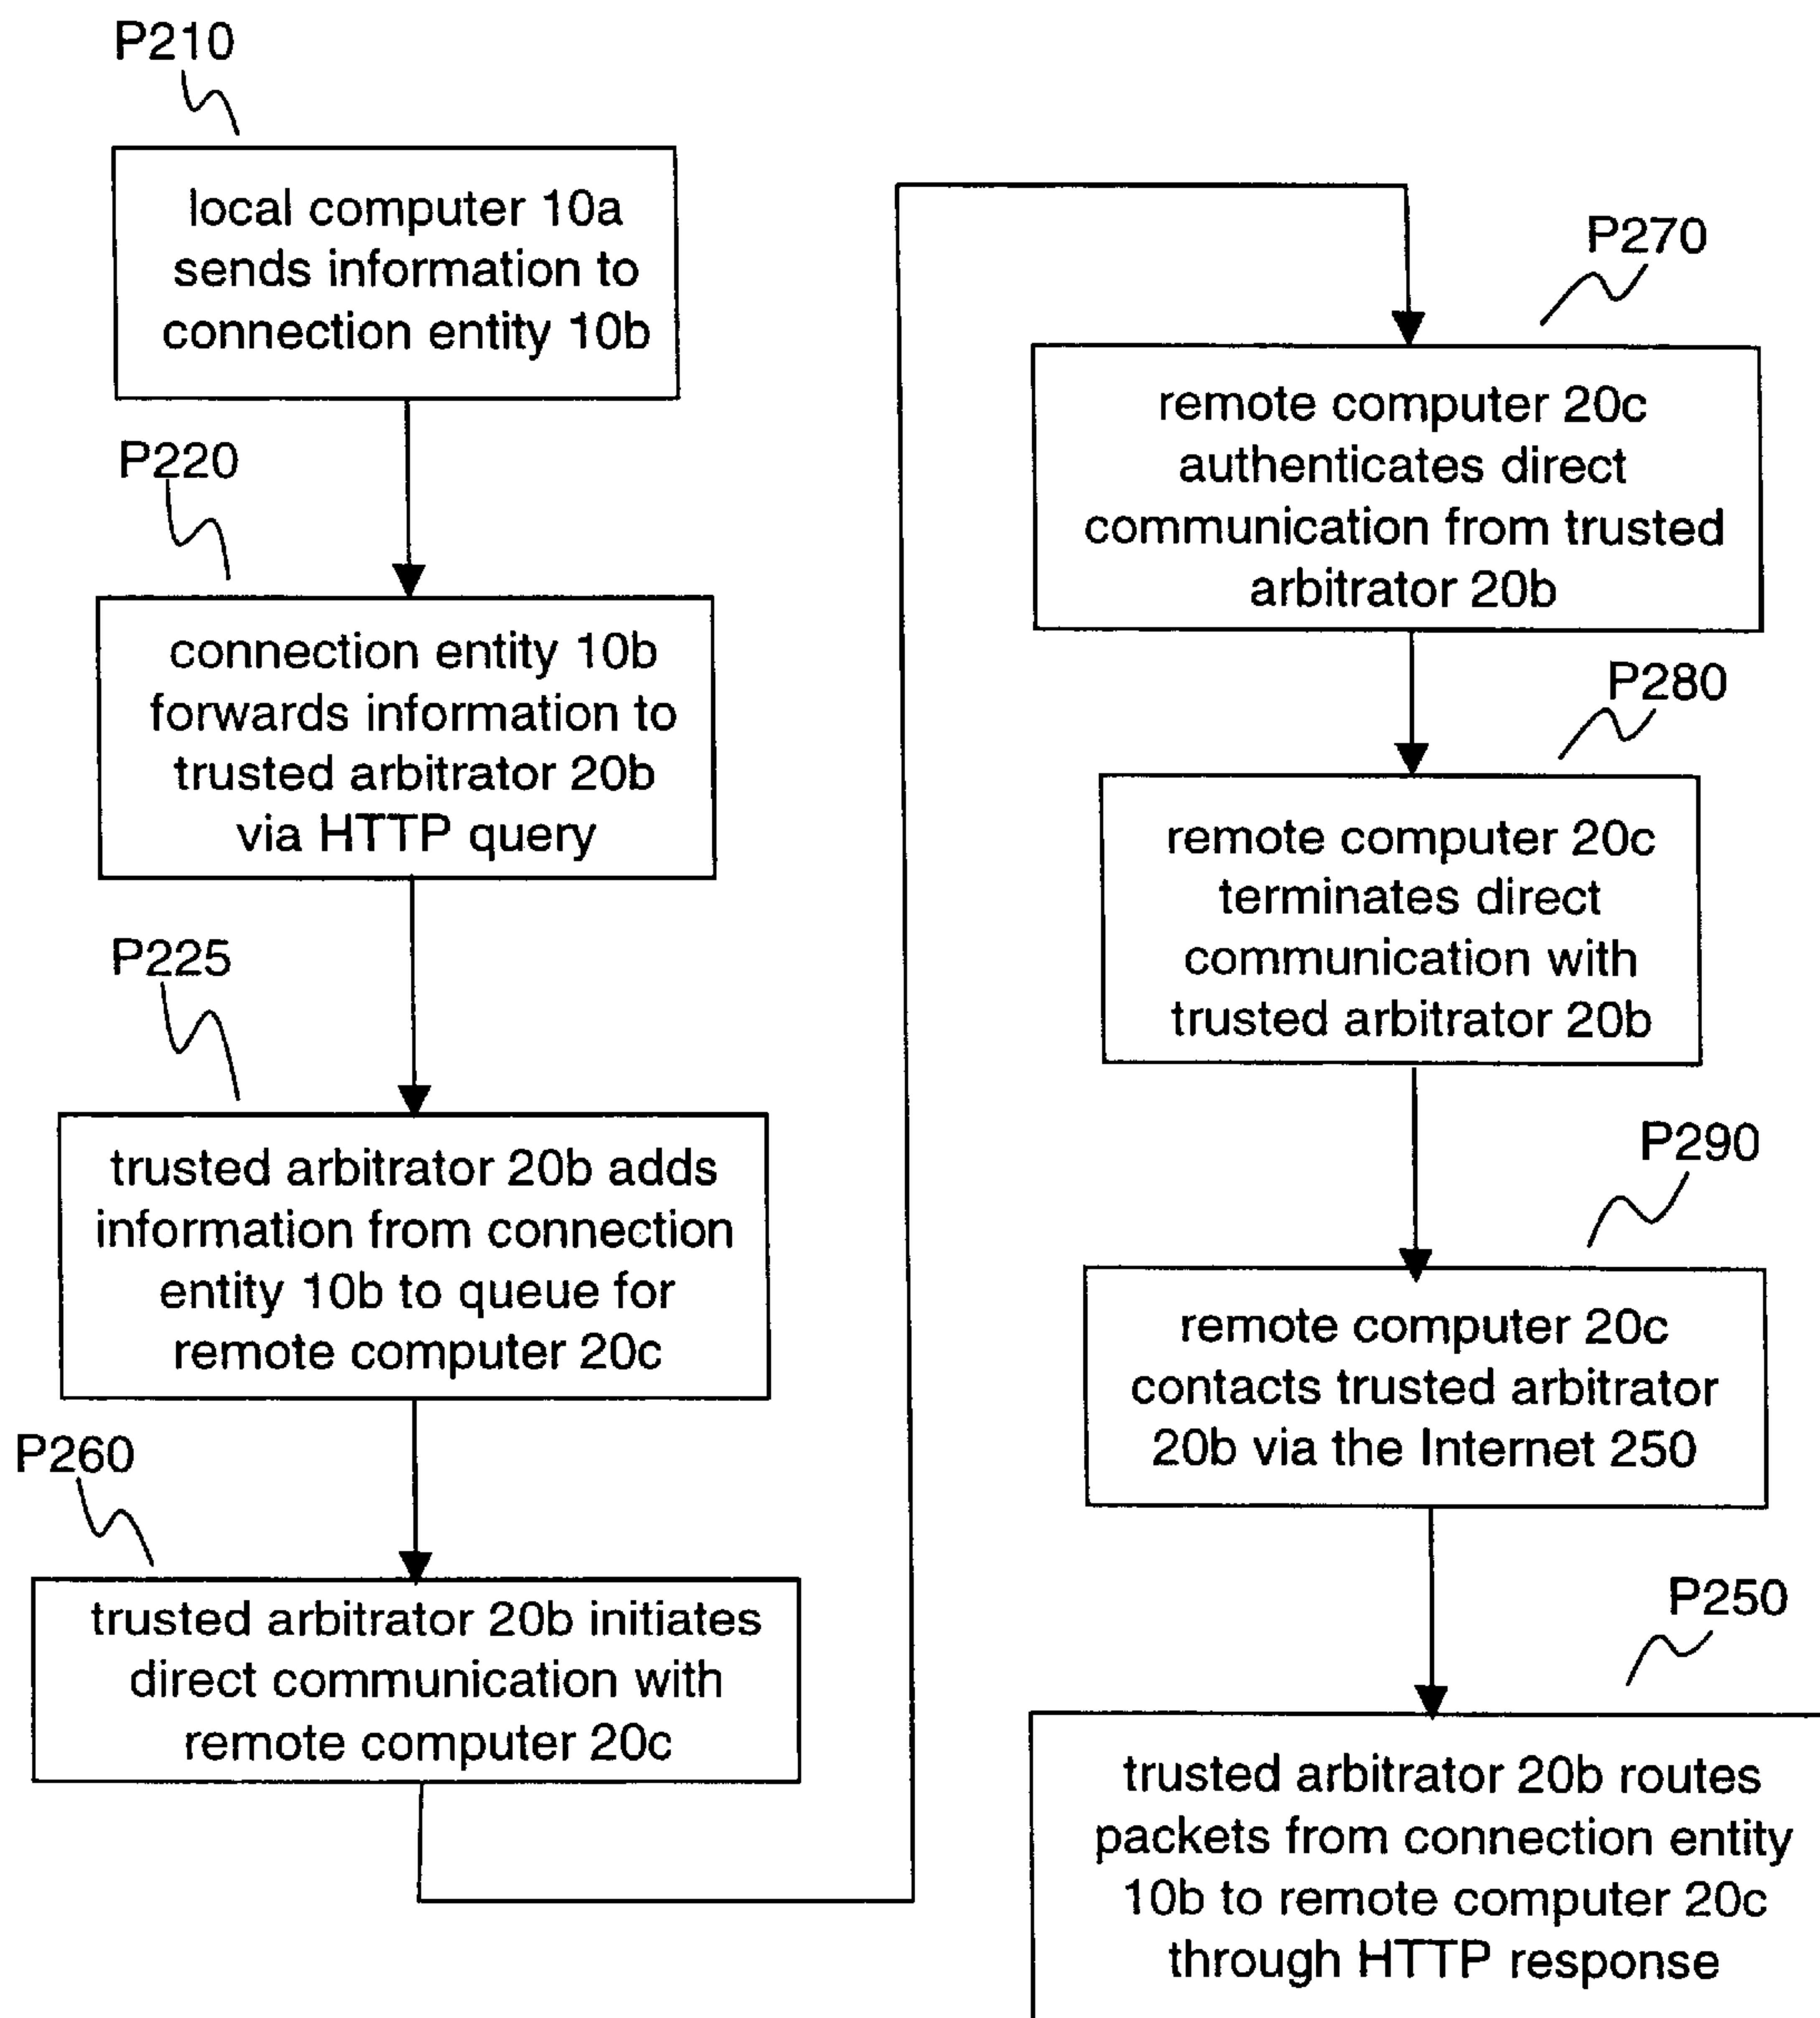 P210
local computer 10a
sends information to
connection entity 10b
P220
connection entity 10b
forwards information to
trusted arbitrator 20b
via HTTP query
P225
trusted arbitrator 20b adds
information from connection
entity 10b to queue for
remote computer 20c
P260
trusted arbitrator 20b initiates
direct communication with
remote computer 20c
P270
remote computer 20c
authenticates direct
communication from trusted
arbitrator 20b
P280
remote computer 20c
terminates direct
communication with
trusted arbitrator 20b
P290
remote computer 20c
contacts trusted arbitrator
20b via the Internet 250
P250
trusted arbitrator 20b routes
packets from connection entity
10b to remote computer 20c
through HTTP response